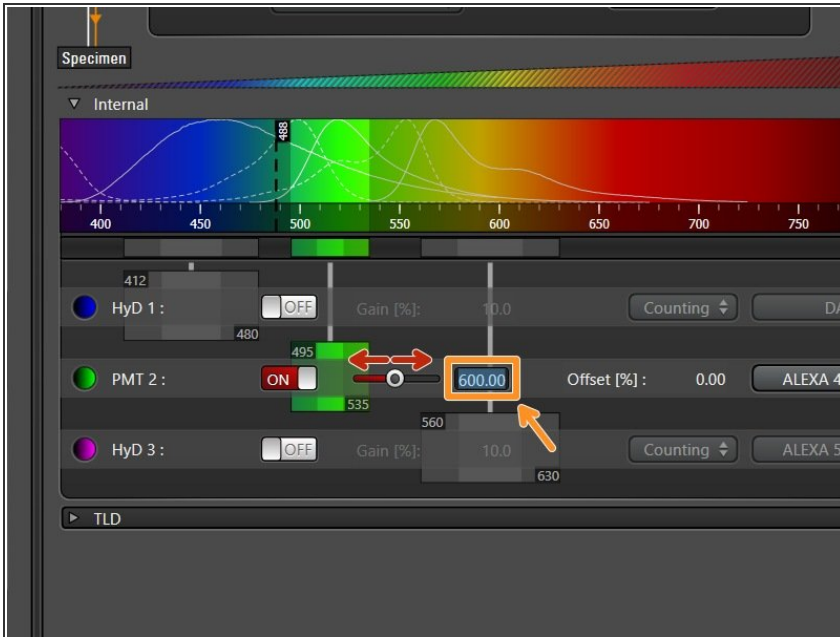 Specimen
Internal
488
400 450 500 550 600 650 700 750
412
HyD 1 : OFF Gain [%]: 10.0 Counting DA
480
495
PMT 2 : ON 600.00 Offset [%] : 0.00 ALEXA 4
535
560
HyD 3 : OFF Gain [%]: 10.0 Counting ALEXA 5
630
TLD